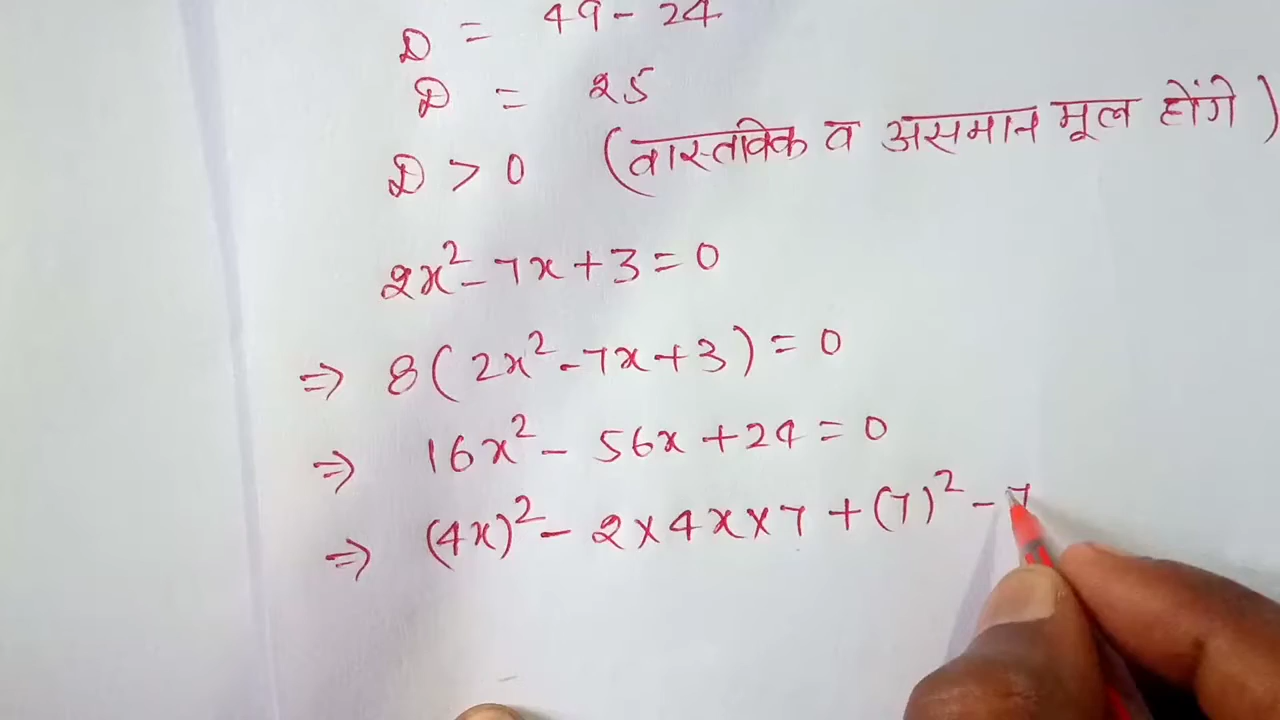 D = 49 - 24
D = 25
D > 0 (वास्तविक व असमान मूल होंगे)
2x² - 7x + 3 = 0
⇒ 8(2x² - 7x + 3) = 0
⇒ 16x² - 56x + 24 = 0
⇒ (4x)² - 2×4x×7 + (7)² - 7